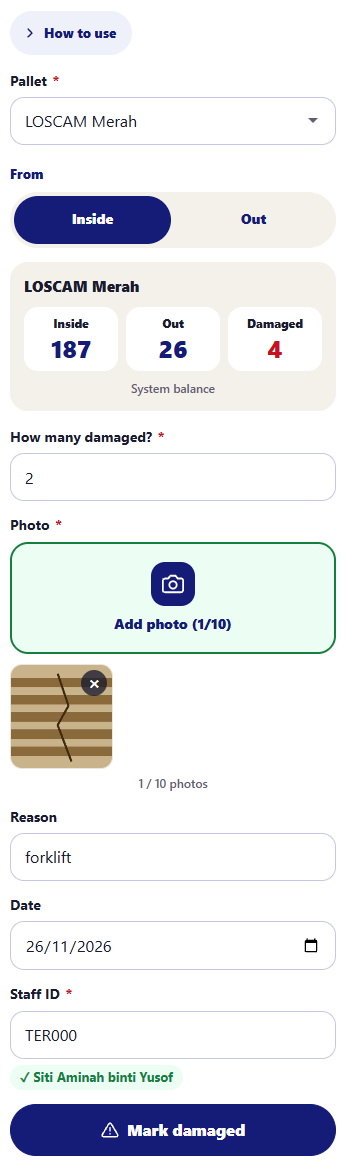 How to use
Pallet *
LOSCAM Merah
From
Inside Out
LOSCAM Merah
Inside Out Damaged
187 26 4
System balance
How many damaged? *
2
Photo *
Add photo (1/10)
1 / 10 photos
Reason
forklift
Date
26/11/2026
Staff ID *
TER000
✓ Siti Aminah binti Yusof
Mark damaged